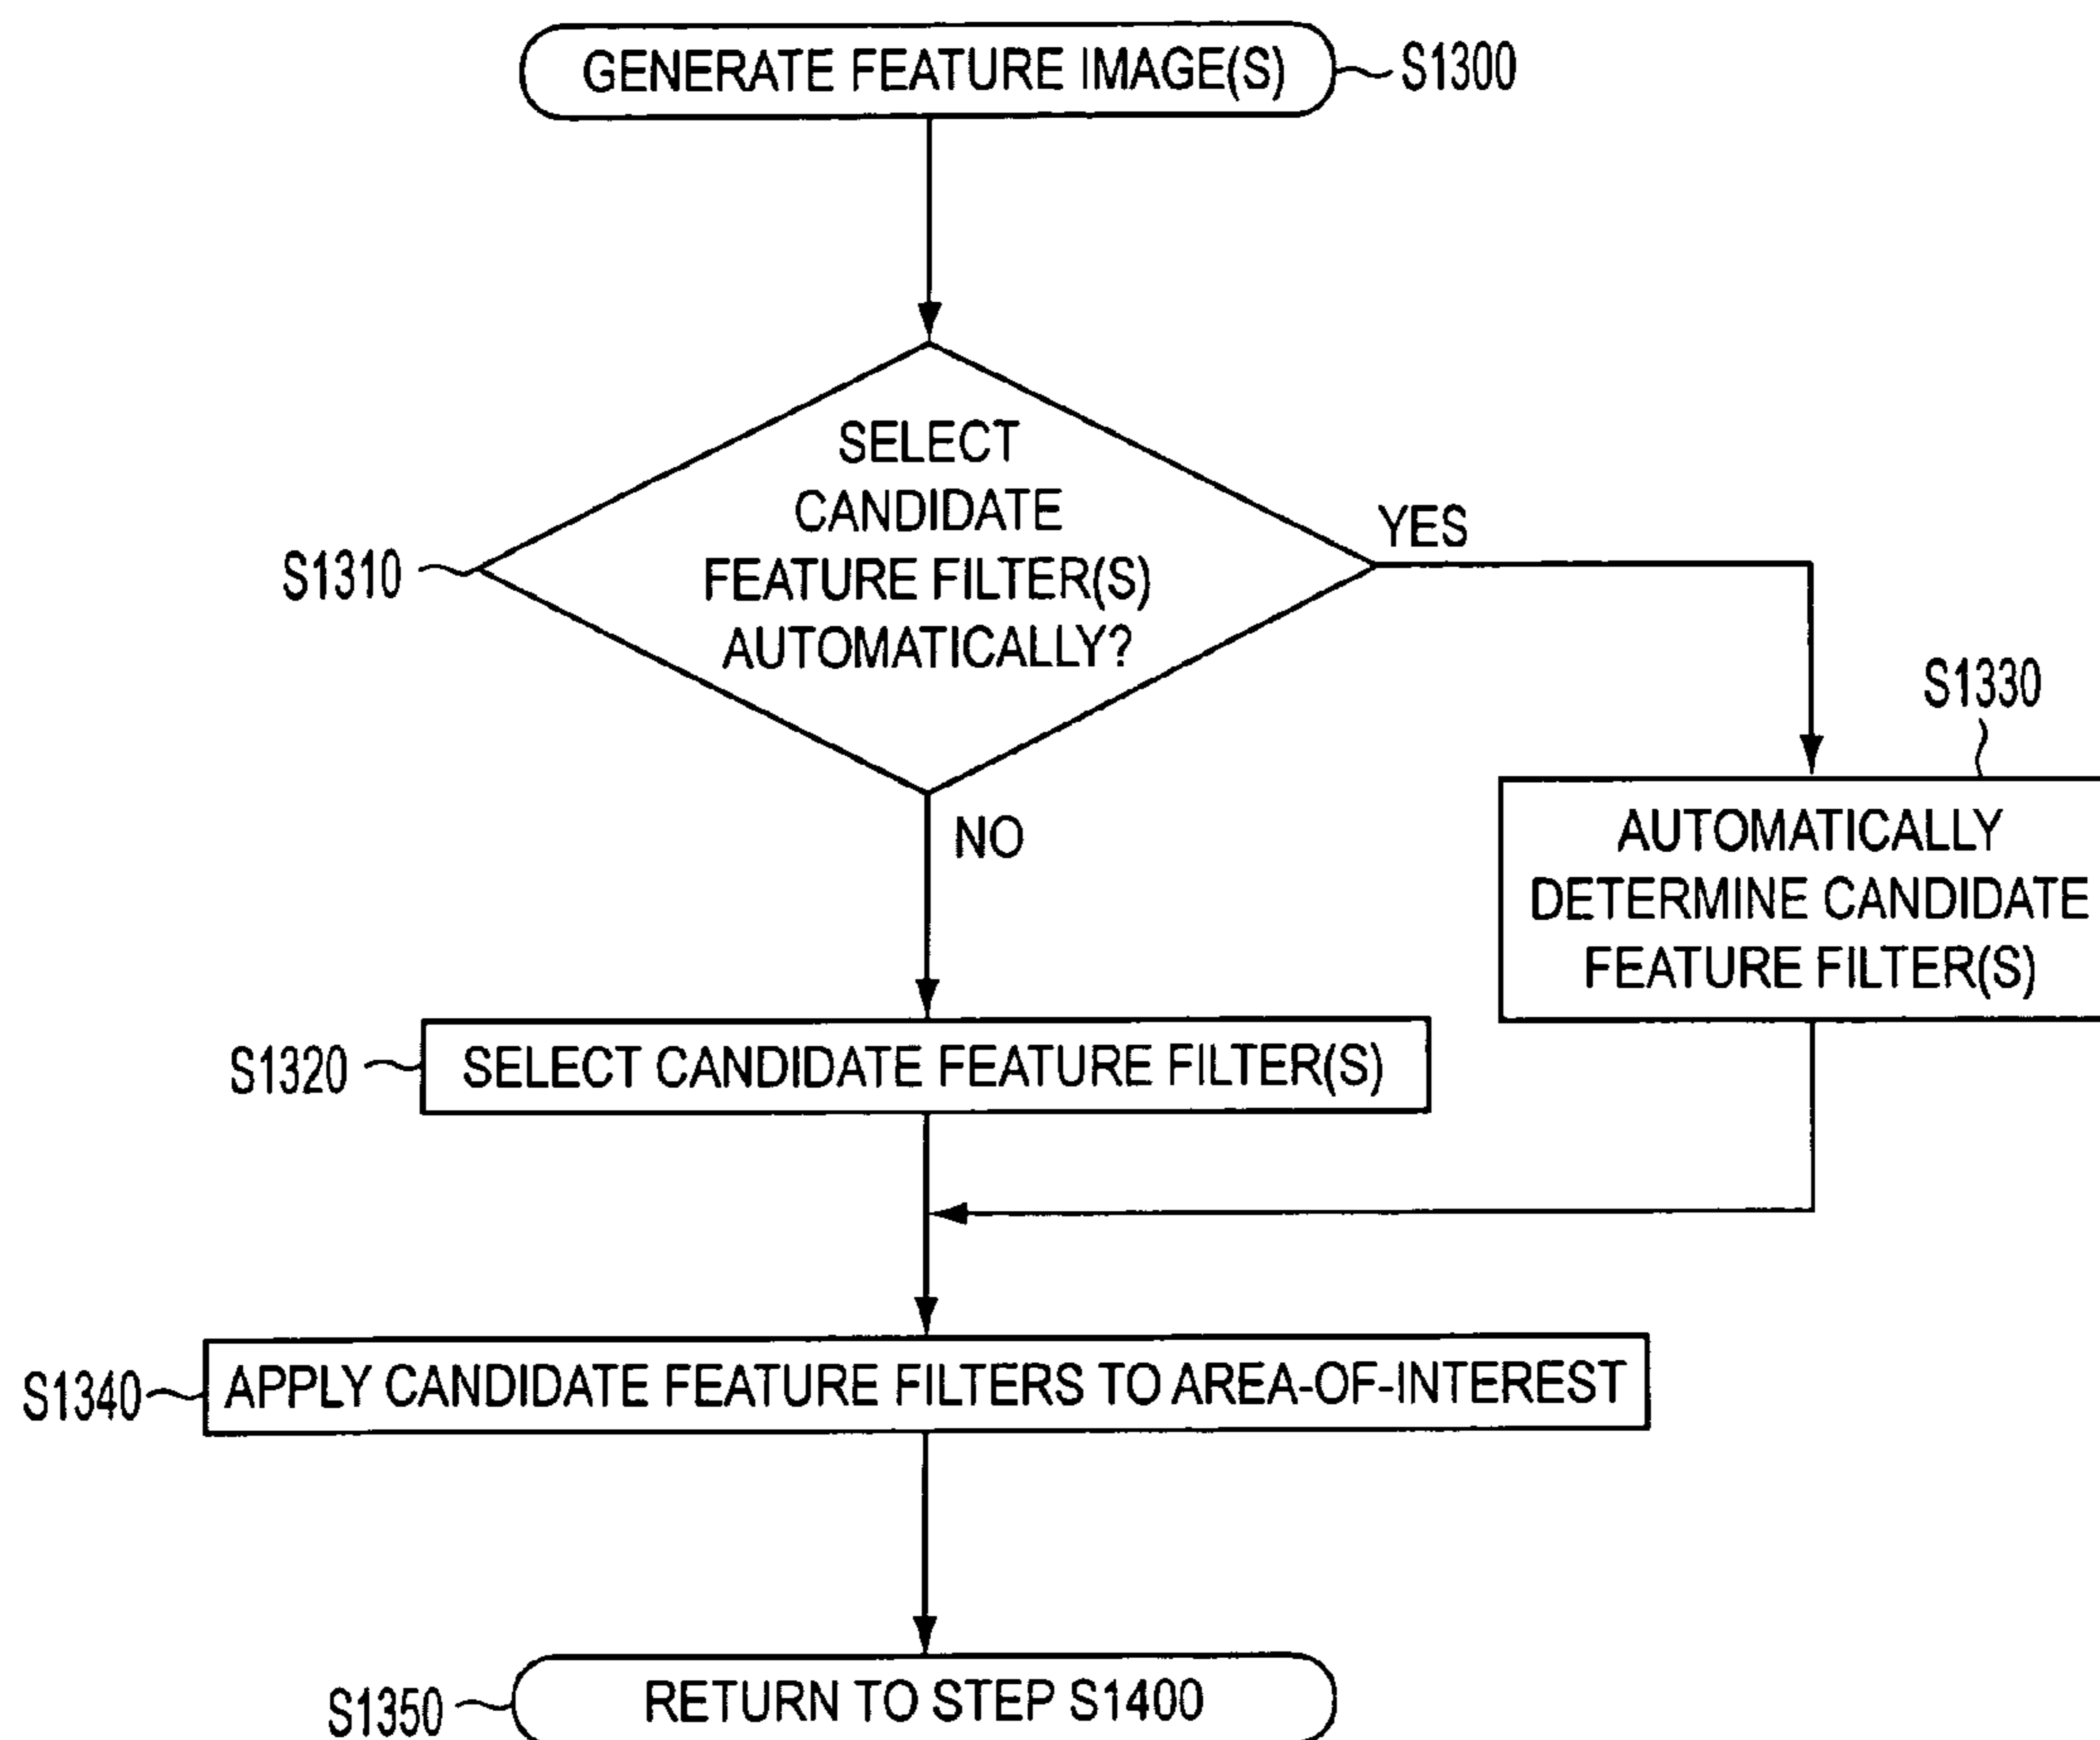 GENERATE FEATURE IMAGE(S)
S1300
SELECT
CANDIDATE
FEATURE FILTER(S)
AUTOMATICALLY?
S1310
YES
NO
S1330
AUTOMATICALLY
DETERMINE CANDIDATE
FEATURE FILTER(S)
S1320
SELECT CANDIDATE FEATURE FILTER(S)
S1340
APPLY CANDIDATE FEATURE FILTERS TO AREA-OF-INTEREST
S1350
RETURN TO STEP S1400